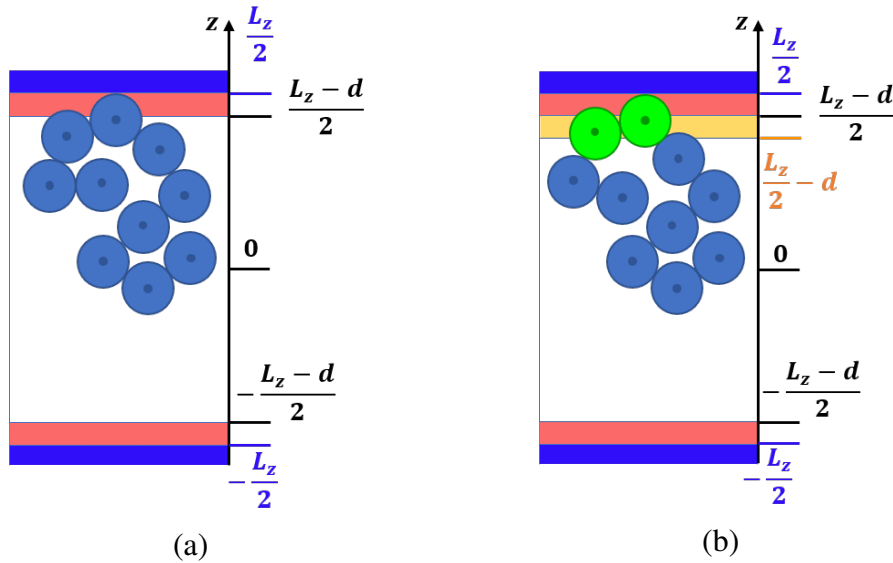 z
L_z/2
(L_z − d)/2
0
−(L_z − d)/2
−L_z/2
(a)
z
L_z/2
(L_z − d)/2
L_z/2 − d
0
−(L_z − d)/2
−L_z/2
(b)